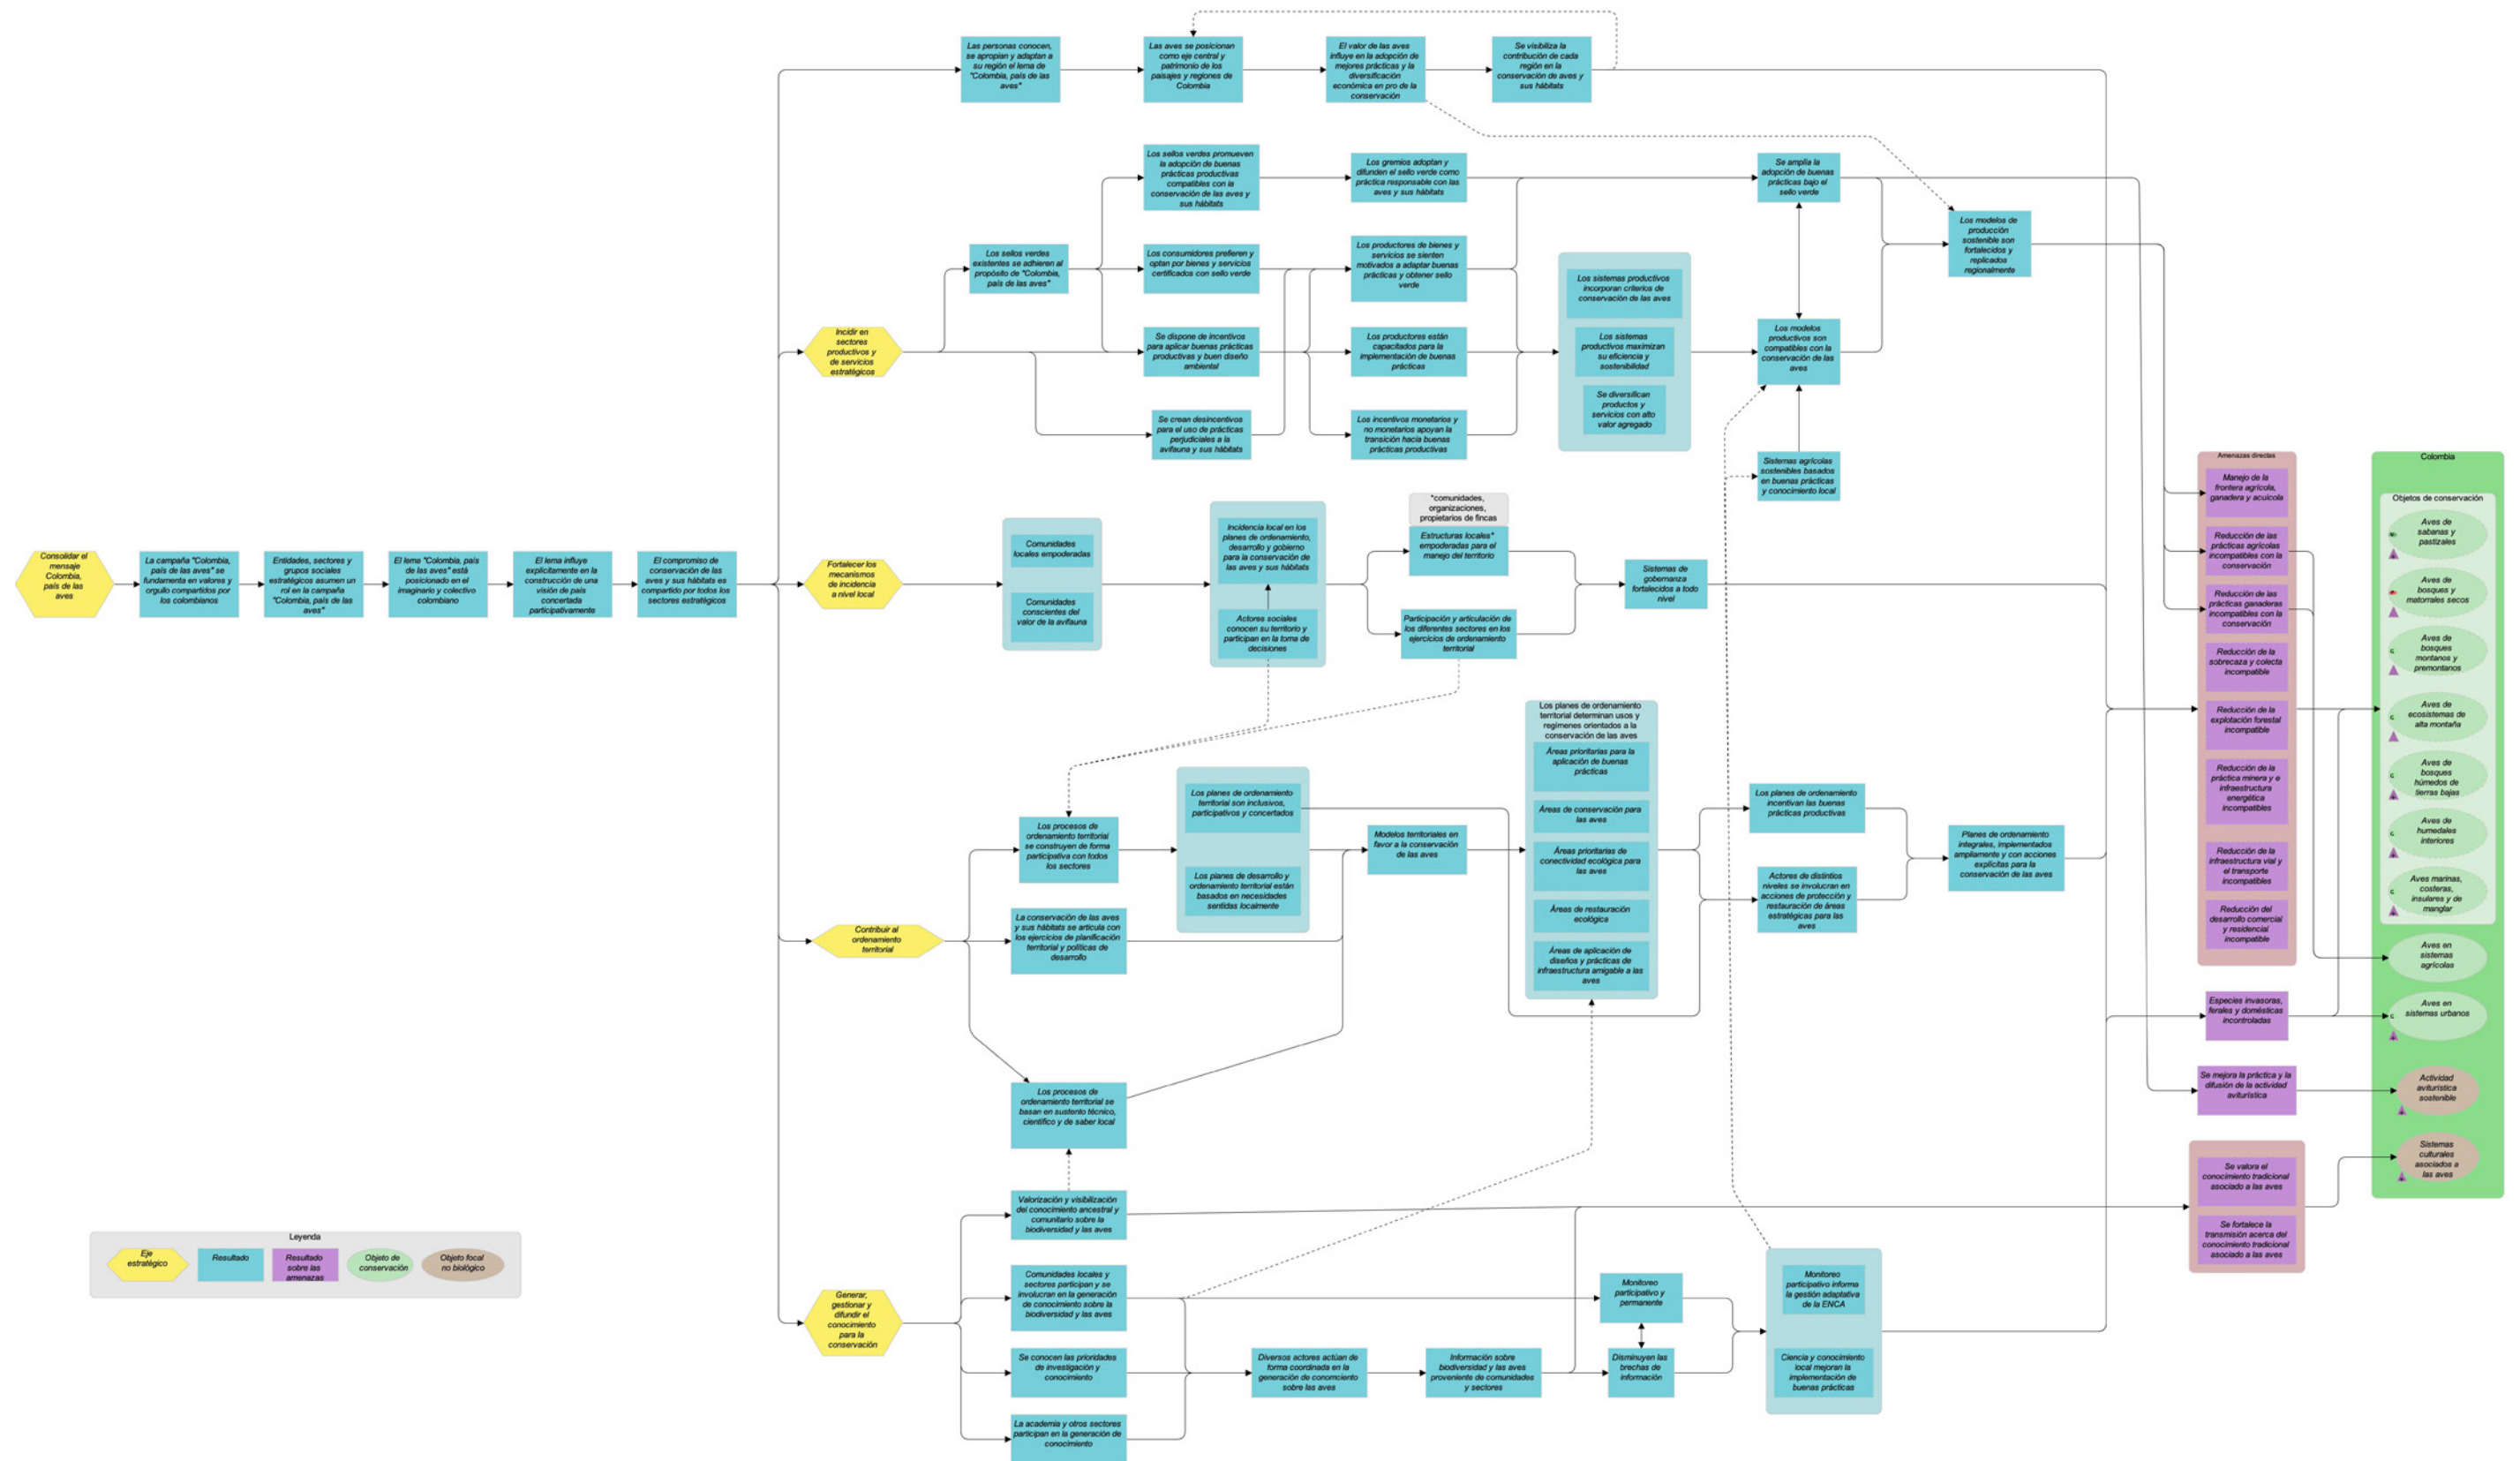 Las personas conocen,
se apropian y adaptan a
su región el lema de
"Colombia, país de las
aves"
Las aves se posicionan
como eje central y
patrimonio de los
paisajes y regiones de
Colombia
El valor de las aves
influye en la adopción de
mejores prácticas y la
diversificación
económica en pro de la
conservación
Se visibiliza la
contribución de cada
región en la
conservación de aves y
sus hábitats
Los sellos verdes promueven
la adopción de buenas
prácticas productivas
compatibles con la
conservación de las aves y
sus hábitats
Los gremios adoptan y
difunden el sello verde como
práctica responsable con las
aves y sus hábitats
Se amplía la
adopción de buenas
prácticas bajo el
sello verde
Los modelos de
producción
sostenible son
fortalecidos y
replicados
regionalmente
Los sellos verdes
existentes se adhieren al
propósito de "Colombia,
país de las aves"
Los consumidores prefieren y
optan por bienes y servicios
certificados con sello verde
Los productores de bienes y
servicios se sienten
motivados a adaptar buenas
prácticas y obtener sello
verde
Los sistemas productivos
incorporan criterios de
conservación de las aves
Los sistemas
productivos maximizan
su eficiencia y
sostenibilidad
Se diversifican
productos y
servicios con alto
valor agregado
Incidir en
sectores
productivos y
de servicios
estratégicos
Se dispone de incentivos
para aplicar buenas prácticas
productivas y buen diseño
ambiental
Los productores están
capacitados para la
implementación de buenas
prácticas
Los modelos
productivos son
compatibles con la
conservación de las
aves
Se crean desincentivos
para el uso de prácticas
perjudiciales a la
avifauna y sus hábitats
Los incentivos monetarios y
no monetarios apoyan la
transición hacia buenas
prácticas productivas
Sistemas agrícolas
sostenibles basados
en buenas prácticas
y conocimiento local
Consolidar el
mensaje
Colombia,
país de las
aves
La campaña "Colombia,
país de las aves" se
fundamenta en valores y
orgullo compartidos por
los colombianos
Entidades, sectores y
grupos sociales
estratégicos asumen un
rol en la campaña
"Colombia, país de las
aves"
El lema "Colombia, país
de las aves" está
posicionado en el
imaginario y colectivo
colombiano
El lema influye
explícitamente en la
construcción de una
visión de país
concertada
participativamente
El compromiso de
conservación de las
aves y sus hábitats es
compartido por todos los
sectores estratégicos
Fortalecer los
mecanismos
de incidencia
a nivel local
Comunidades
locales empoderadas
Comunidades
conscientes del
valor de la avifauna
Incidencia local en los
planes de ordenamiento,
desarrollo y gobierno
para la conservación de
las aves y sus hábitats
Actores sociales
conocen su territorio y
participan en la toma de
decisiones
*comunidades,
organizaciones,
propietarios de fincas
Estructuras locales*
empoderadas para el
manejo del territorio
Participación y articulación de
los diferentes sectores en los
ejercicios de ordenamiento
territorial
Sistemas de
gobernanza
fortalecidos a todo
nivel
Contribuir al
ordenamiento
territorial
Los procesos de
ordenamiento territorial
se construyen de forma
participativa con todos
los sectores
La conservación de las aves
y sus hábitats se articula con
los ejercicios de planificación
territorial y políticas de
desarrollo
Los procesos de
ordenamiento territorial se
basan en sustento técnico,
científico y de saber local
Los planes de ordenamiento
territorial son inclusivos,
participativos y concertados
Los planes de desarrollo y
ordenamiento territorial están
basados en necesidades
sentidas localmente
Modelos territoriales en
favor a la conservación
de las aves
Los planes de ordenamiento
territorial determinan usos y
regímenes orientados a la
conservación de las aves
Áreas prioritarias para la
aplicación de buenas
prácticas
Áreas de conservación para
las aves
Áreas prioritarias de
conectividad ecológica para
las aves
Áreas de restauración
ecológica
Áreas de aplicación de
diseños y prácticas de
infraestructura amigable a las
aves
Los planes de ordenamiento
incentivan las buenas
prácticas productivas
Actores de distintios
niveles se involucran en
acciones de protección y
restauración de áreas
estratégicas para las
aves
Planes de ordenamiento
integrales, implementados
ampliamente y con acciones
explícitas para la
conservación de las aves
Generar,
gestionar y
difundir el
conocimiento
para la
conservación
Valorización y visibilización
del conocimiento ancestral y
comunitario sobre la
biodiversidad y las aves
Comunidades locales y
sectores participan y se
involucran en la generación
de conocimiento sobre la
biodiversidad y las aves
Se conocen las prioridades
de investigación y
conocimiento
La academia y otros sectores
participan en la generación de
conocimiento
Diversos actores actúan de
forma coordinada en la
generación de conomciento
sobre las aves
Información sobre
biodiversidad y las aves
proveniente de comunidades
y sectores
Monitoreo
participativo y
permanente
Disminuyen las
brechas de
información
Monitoreo
participativo informa
la gestión adaptativa
de la ENCA
Ciencia y conocimiento
local mejoran la
implementación de
buenas prácticas
Amenazas directas
Manejo de la
frontera agrícola,
ganadera y acuícola
Reducción de las
prácticas agrícolas
incompatibles con la
conservación
Reducción de las
prácticas ganaderas
incompatibles con la
conservación
Reducción de la
sobrecaza y colecta
incompatible
Reducción de la
explotación forestal
incompatible
Reducción de la
práctica minera y e
infraestructura
energética
incompatibles
Reducción de la
infraestructura vial y
el transporte
incompatibles
Reducción del
desarrollo comercial
y residencial
incompatible
Especies invasoras,
ferales y domésticas
incontroladas
Se mejora la práctica y la
difusión de la actividad
aviturística
Se valora el
conocimiento tradicional
asociado a las aves
Se fortalece la
transmisión acerca del
conocimiento tradicional
asociado a las aves
Colombia
Objetos de conservación
Aves de
sabanas y
pastizales
Aves de
bosques y
matorrales secos
Aves de
bosques
montanos y
premontanos
Aves de
ecosistemas de
alta montaña
Aves de
bosques
húmedos de
tierras bajas
Aves de
humedales
interiores
Aves marinas,
costeras,
insulares y de
manglar
Aves en
sistemas
agrícolas
Aves en
sistemas urbanos
Actividad
aviturística
sostenible
Sistemas
culturales
asociados a
las aves
Leyenda
Eje
estratégico
Resultado
Resultado
sobre las
amenazas
Objeto de
conservación
Objeto focal
no biológico